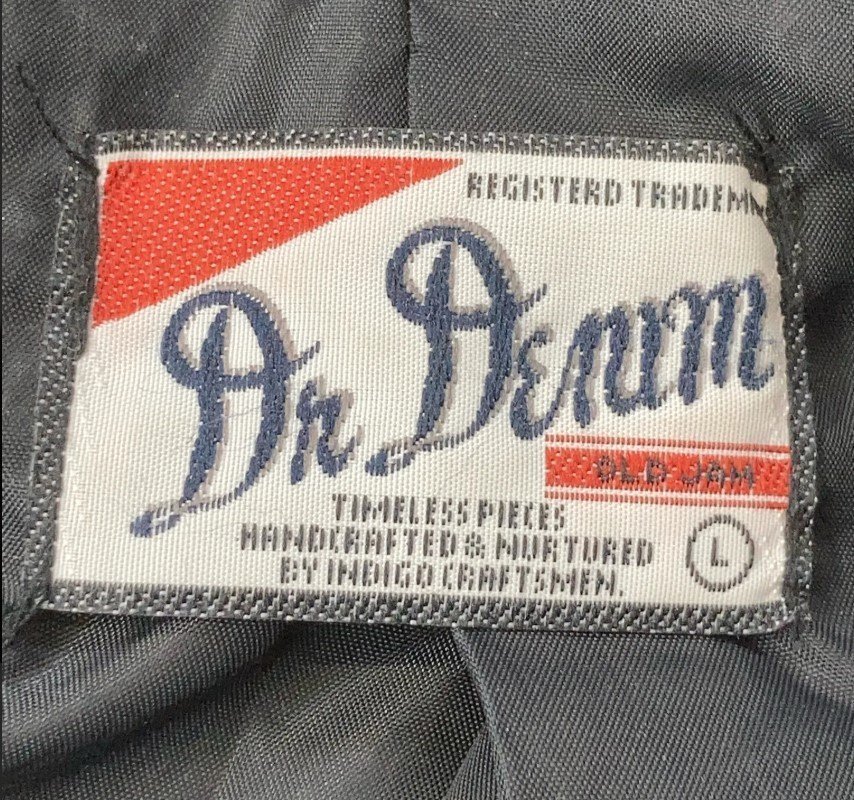 REGISTERD TRADEM
Dr Denim
OLD JAM
TIMELESS PIECES
HANDCRAFTED & NURTURED
BY INDIGO CRAFTSMEN.
L